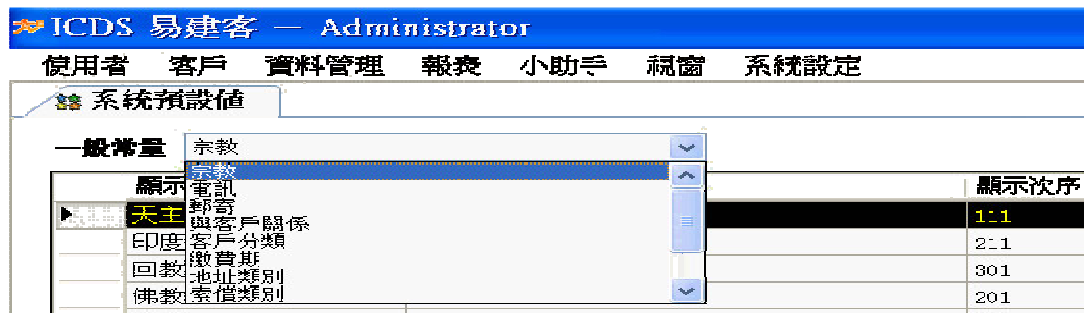 ICDS 易建客 — Administrator
使用者 客戶 資料管理 報表 小助手 視窗 系統設定
系統預設值
一般常量 宗教
宗教
顯示 電訊 顯示次序
郵寄
天主 與客戶關係 111
印度 客戶分類 211
繳費期
回教 地址類別 301
佛教 索償類別 201